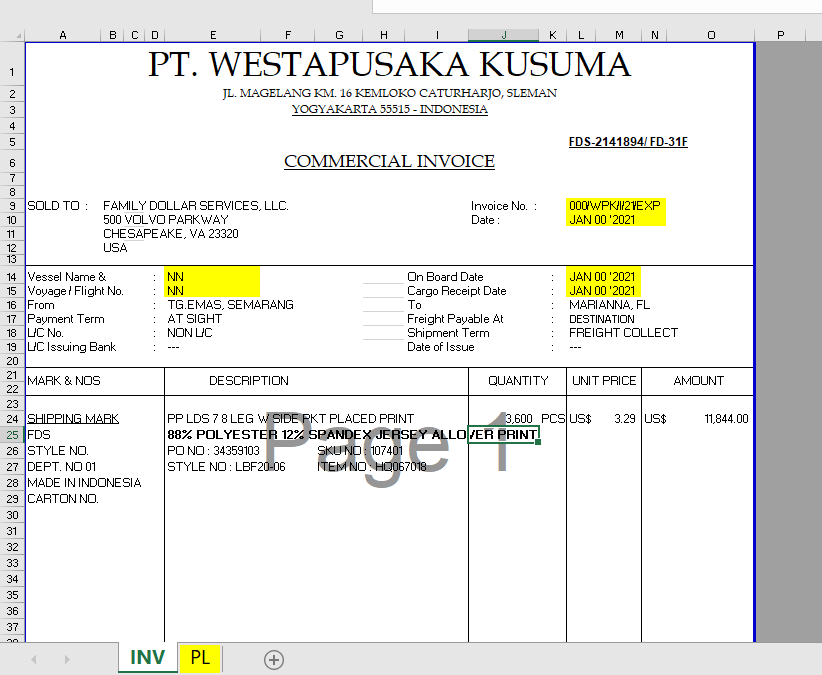 A B C D E F G H I J K L M N O P
1 PT. WESTAPUSAKA KUSUMA
2 JL. MAGELANG KM. 16 KEMLOKO CATURHARJO, SLEMAN
3 YOGYAKARTA 55515 - INDONESIA
4
5 FDS-2141894/ FD-31F
6 COMMERCIAL INVOICE
7
8
9 SOLD TO : FAMILY DOLLAR SERVICES, LLC. Invoice No. : 000/WPK/I/21/EXP
10 500 VOLVO PARKWAY Date : JAN 00 '2021
11 CHESAPEAKE, VA 23320
12 USA
13
14 Vessel Name & : NN On Board Date : JAN 00 '2021
15 Voyage / Flight No. : NN Cargo Receipt Date : JAN 00 '2021
16 From : TG.EMAS, SEMARANG To : MARIANNA, FL
17 Payment Term : AT SIGHT Freight Payable At : DESTINATION
18 L/C No. : NON L/C Shipment Term : FREIGHT COLLECT
19 L/C Issuing Bank : --- Date of Issue : ---
20
21 MARK & NOS DESCRIPTION QUANTITY UNIT PRICE AMOUNT
22
23
24 SHIPPING MARK PP LDS 7 8 LEG W SIDE PKT PLACED PRINT 3,600 PCS US$ 3.29 US$ 11,844.00
25 FDS 88% POLYESTER 12% SPANDEX JERSEY ALLOVER PRINT
26 STYLE NO. PO NO : 34359103 SKU NO : 107401
27 DEPT. NO 01 STYLE NO : LBF20-06 ITEM NO : HQ067018
28 MADE IN INDONESIA
29 CARTON NO.
30
31
32
33
34
35
36
37
Page 1
INV PL